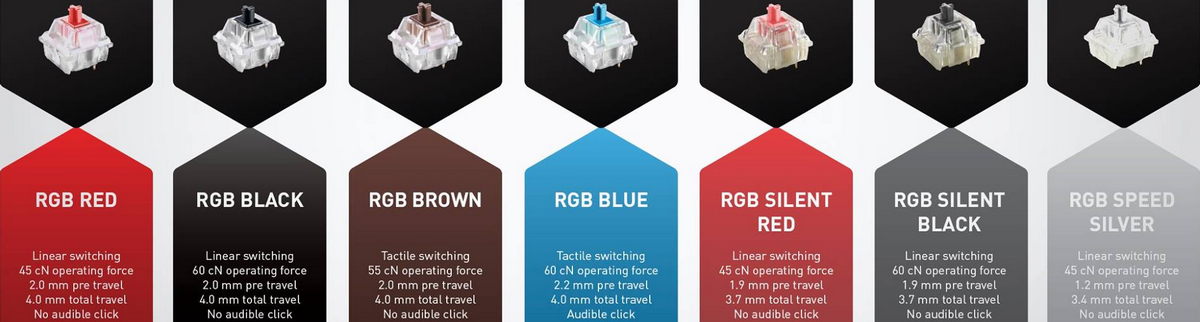 RGB RED
Linear switching
45 cN operating force
2.0 mm pre travel
4.0 mm total travel
No audible click
RGB BLACK
Linear switching
60 cN operating force
2.0 mm pre travel
4.0 mm total travel
No audible click
RGB BROWN
Tactile switching
55 cN operating force
2.0 mm pre travel
4.0 mm total travel
No audible click
RGB BLUE
Tactile switching
60 cN operating force
2.2 mm pre travel
4.0 mm total travel
Audible click
RGB SILENT
RED
Linear switching
45 cN operating force
1.9 mm pre travel
3.7 mm total travel
No audible click
RGB SILENT
BLACK
Linear switching
60 cN operating force
1.9 mm pre travel
3.7 mm total travel
No audible click
RGB SPEED
SILVER
Linear switching
45 cN operating force
1.2 mm pre travel
3.4 mm total travel
No audible click